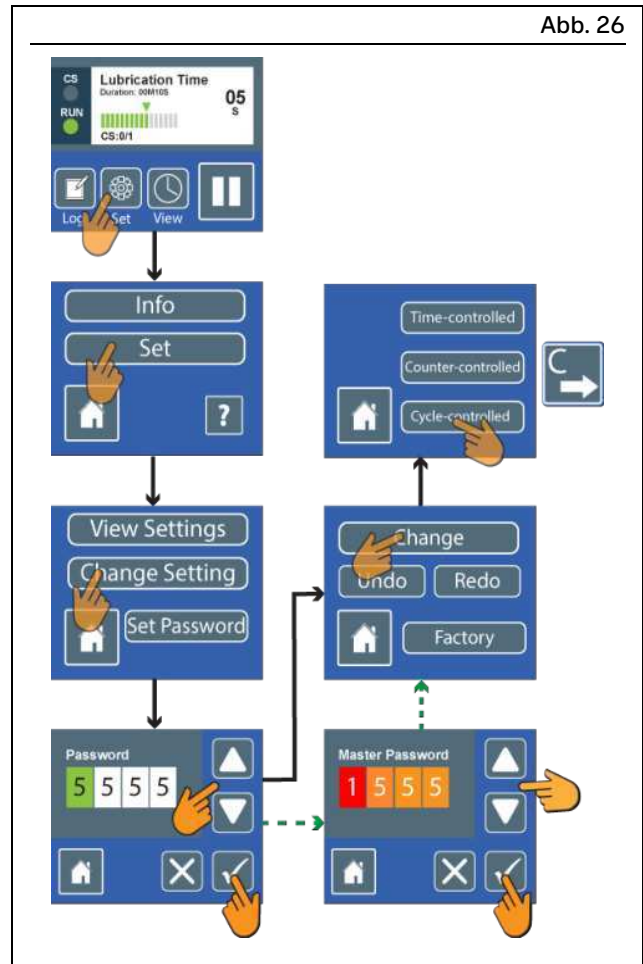 Abb. 26
CS
RUN
Lubrication Time
Duration: 00M10S
05
S
CS:0/1
Log Set View
Info
Set
?
View Settings
Change Setting
Set Password
Password
5 5 5 5
Time-controlled
Counter-controlled
Cycle-controlled
C
Change
Undo Redo
Factory
Master Password
1 5 5 5